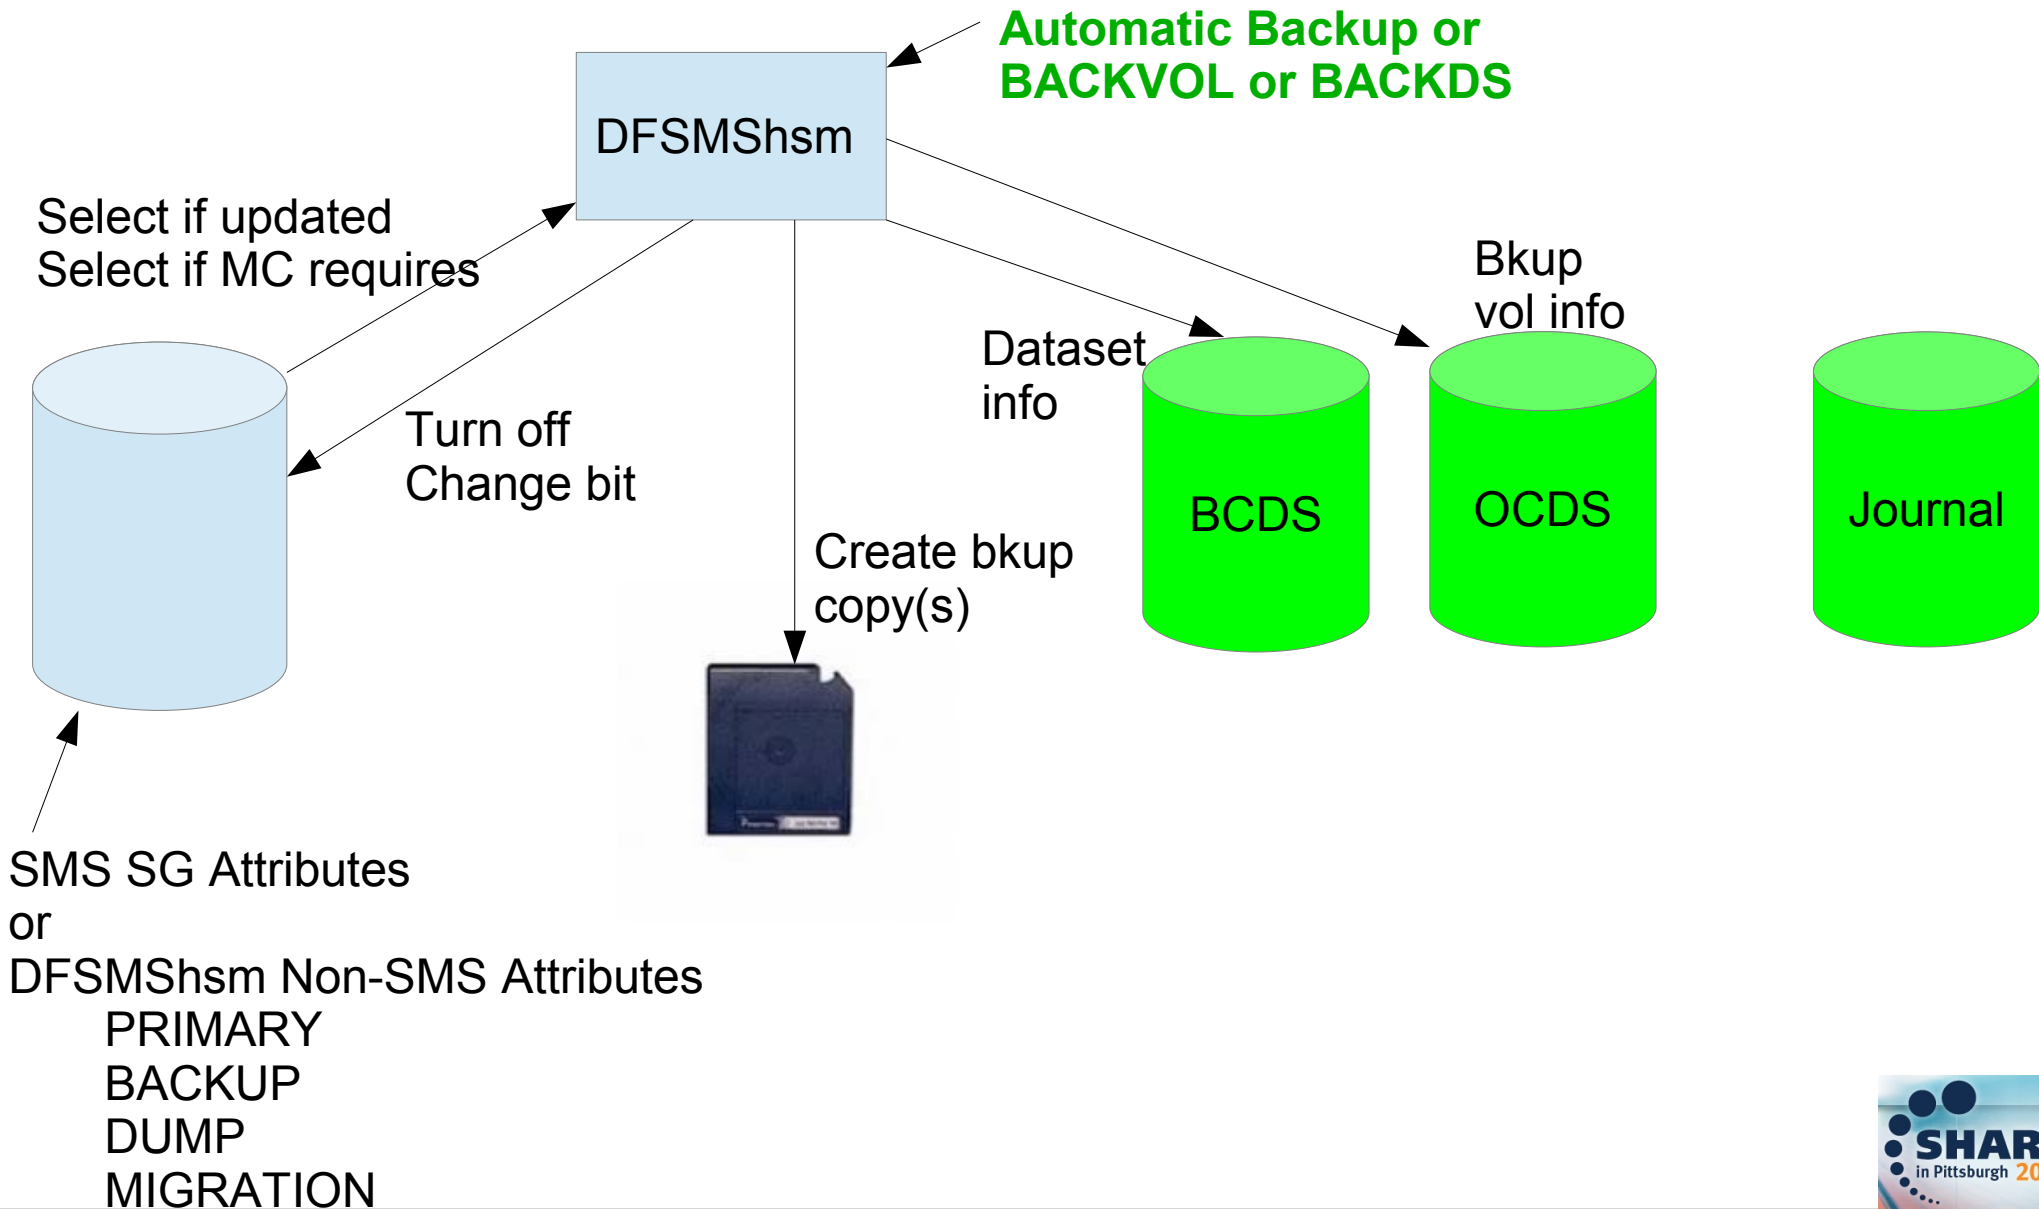 Automatic Backup or
BACKVOL or BACKDS
DFSMShsm
Select if updated
Select if MC requires
Bkup
vol info
Dataset
info
Turn off
Change bit
BCDS
OCDS
Journal
Create bkup
copy(s)
SMS SG Attributes
or
DFSMShsm Non-SMS Attributes
PRIMARY
BACKUP
DUMP
MIGRATION
SHAR
in Pittsburgh 20